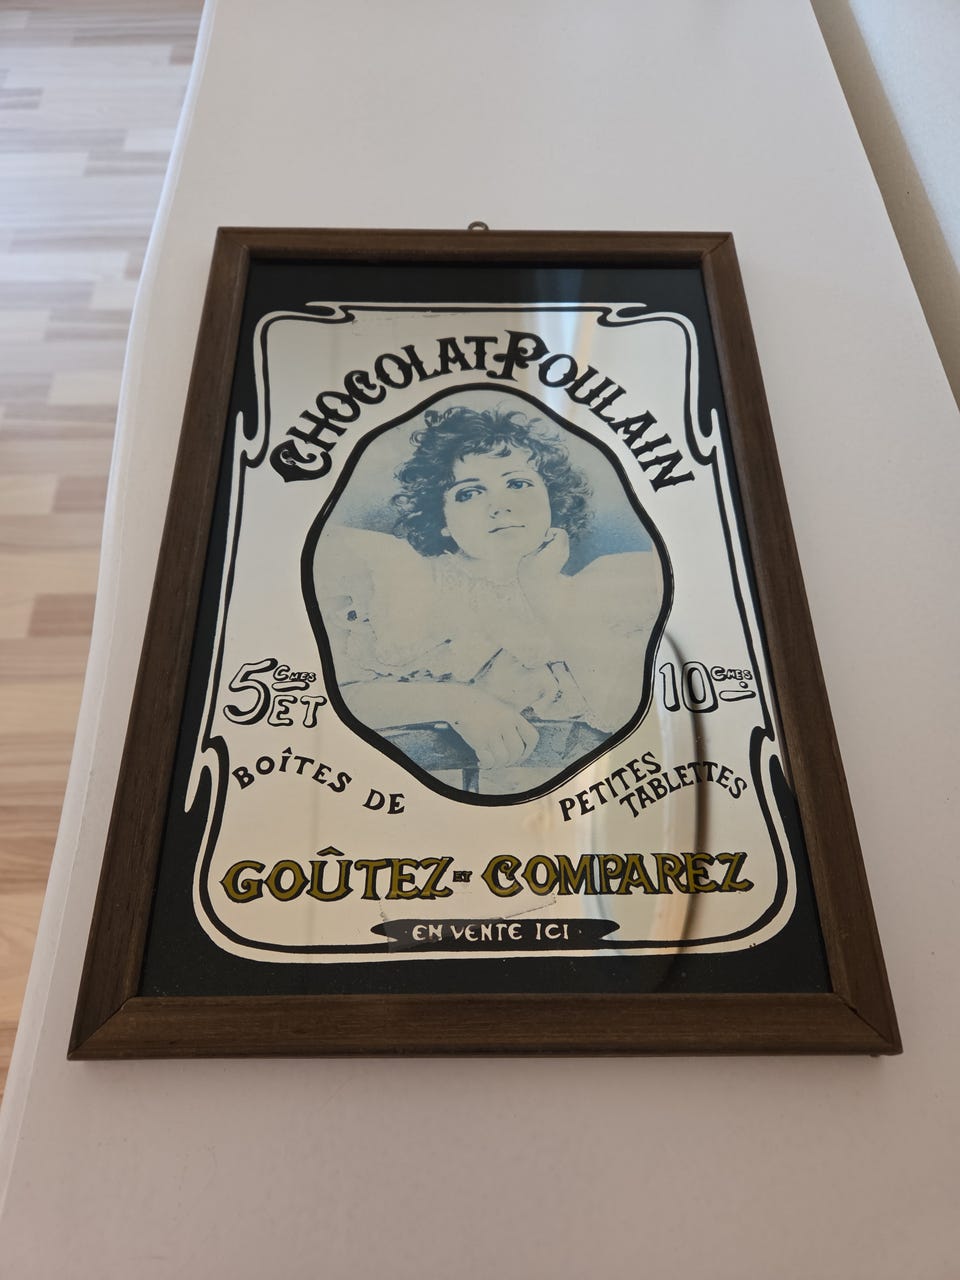 CHOCOLAT-POULAIN
5 CMES ET
10 CMES
BOÎTES DE
PETITES
TABLETTES
GOÛTEZ ET COMPAREZ
EN VENTE ICI